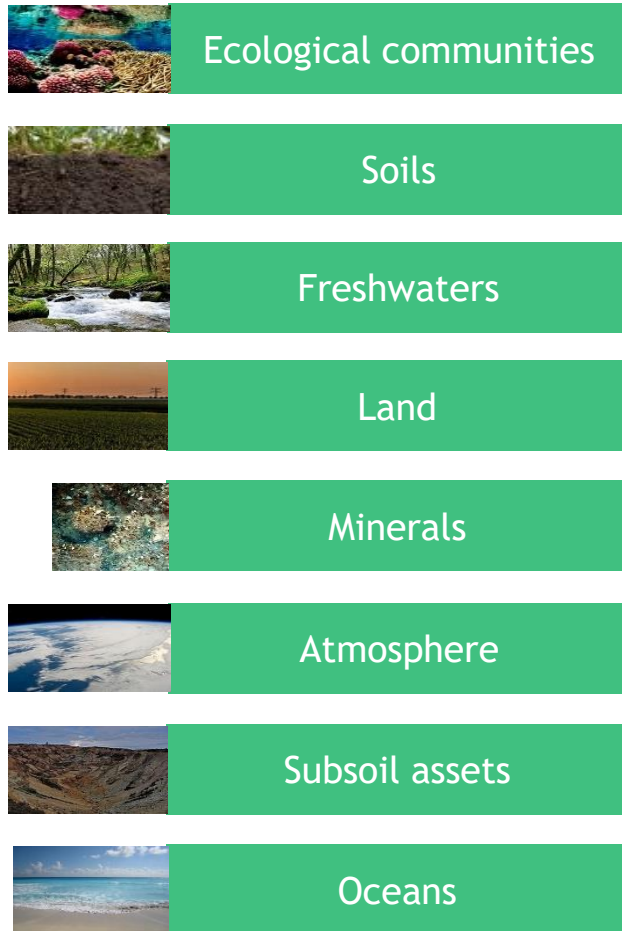 Ecological communities
Soils
Freshwaters
Land
Minerals
Atmosphere
Subsoil assets
Oceans